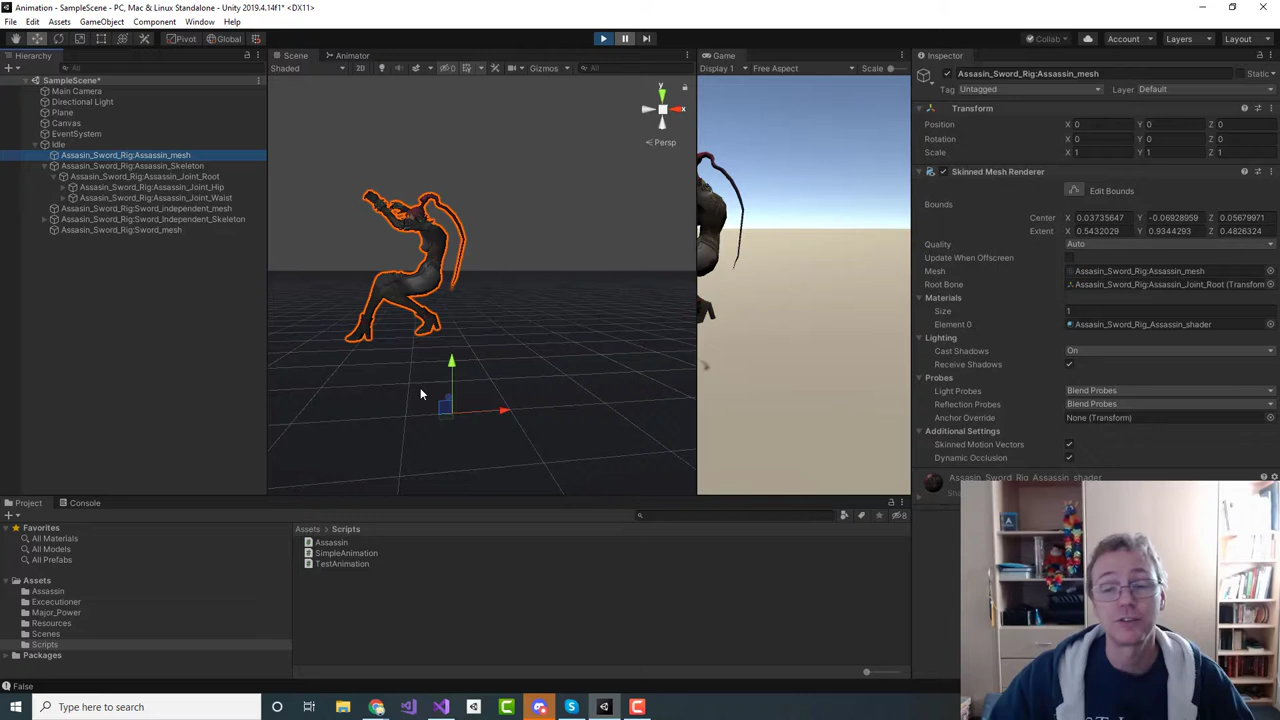 Animation - SampleScene - PC, Mac & Linux Standalone - Unity 2019.4.14f1* <DX11>
File Edit Assets GameObject Component Window Help
Pivot Global Collab Account Layers Layout
Hierarchy Scene Animator Game Inspector
All Shaded 2D 0 Gizmos All Display 1 Free Aspect Scale
Assasin_Sword_Rig:Assassin_mesh Static
Tag Untagged Layer Default
SampleScene*
Main Camera
Directional Light
Plane
Canvas
EventSystem
Idle
Assasin_Sword_Rig:Assassin_mesh
Assasin_Sword_Rig:Assassin_Skeleton
Assasin_Sword_Rig:Assassin_Joint_Root
Assasin_Sword_Rig:Assassin_Joint_Hip
Assasin_Sword_Rig:Assassin_Joint_Waist
Assasin_Sword_Rig:Sword_independent_mesh
Assasin_Sword_Rig:Sword_Independent_Skeleton
Assasin_Sword_Rig:Sword_mesh
y
x
Persp
Transform
Position X 0 Y 0 Z 0
Rotation X 0 Y 0 Z 0
Scale X 1 Y 1 Z 1
Skinned Mesh Renderer
Edit Bounds
Bounds
Center X 0.03735647 Y -0.06928959 Z 0.05679971
Extent X 0.5432029 Y 0.9344293 Z 0.4826324
Quality Auto
Update When Offscreen
Mesh Assasin_Sword_Rig:Assassin_mesh
Root Bone Assasin_Sword_Rig:Assassin_Joint_Root (Transform
Materials
Size 1
Element 0 Assasin_Sword_Rig_Assassin_shader
Lighting
Cast Shadows On
Receive Shadows
Probes
Light Probes Blend Probes
Reflection Probes Blend Probes
Anchor Override None (Transform)
Additional Settings
Skinned Motion Vectors
Dynamic Occlusion
Assasin_Sword_Rig_Assassin_shader
Project Console
8
Favorites
All Materials
All Models
All Prefabs
Assets
Assassin
Excecutioner
Major_Power
Resources
Scenes
Scripts
Packages
Assets Scripts
Assassin
SimpleAnimation
TestAnimation
False
Type here to search